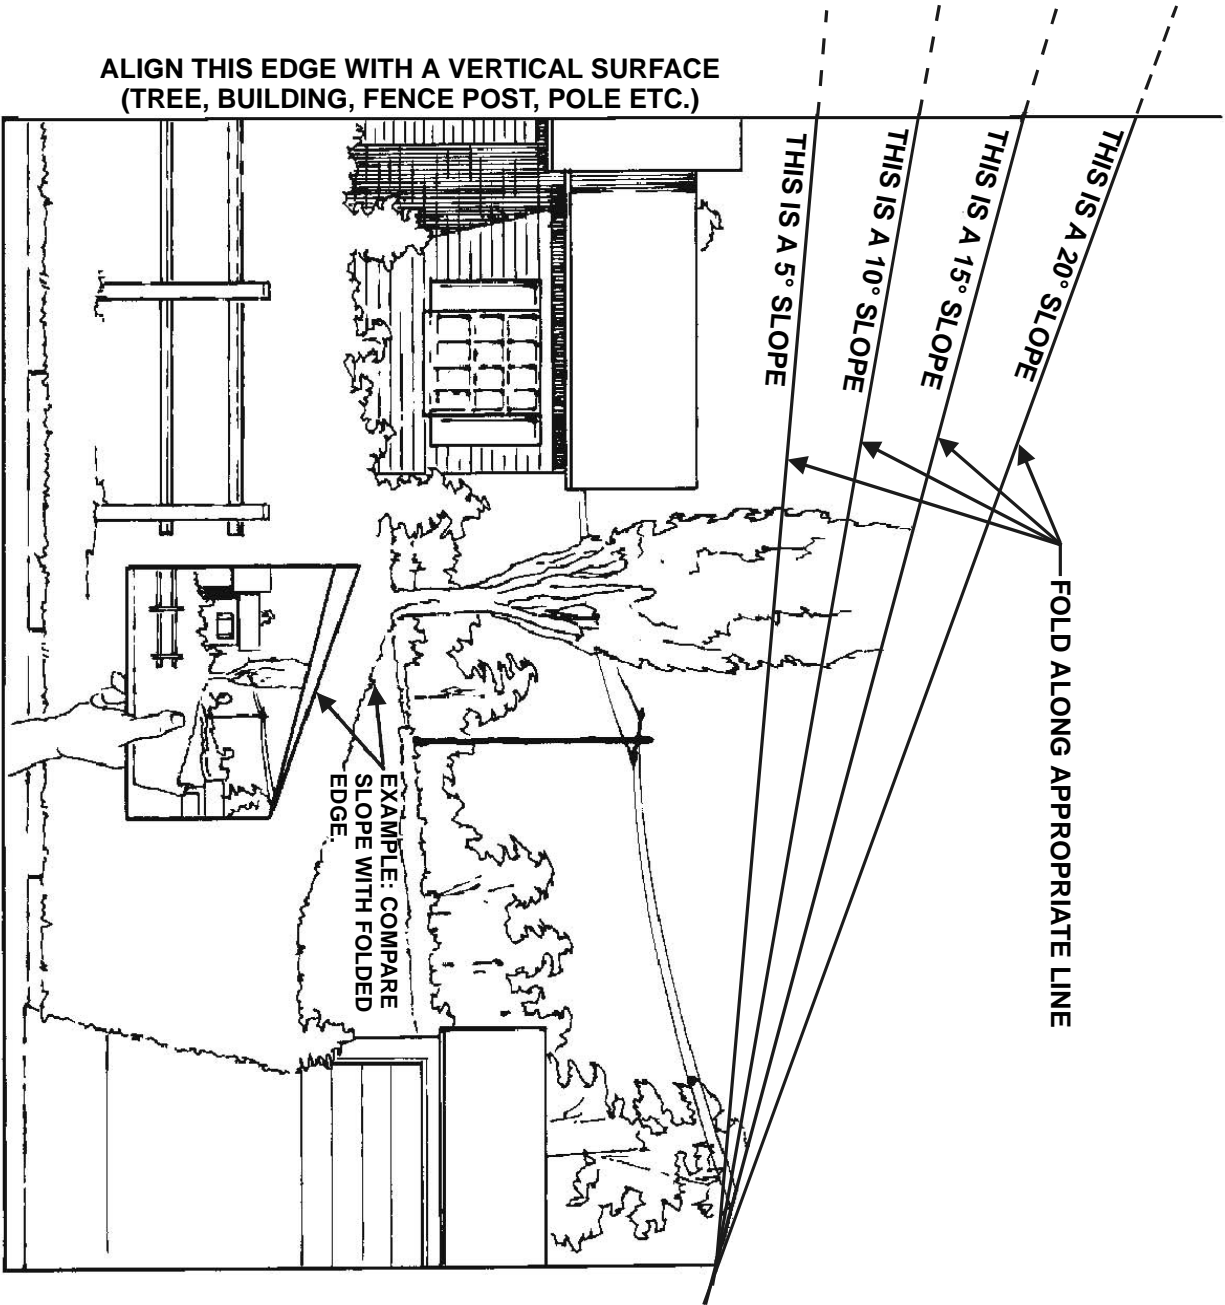 ALIGN THIS EDGE WITH A VERTICAL SURFACE
(TREE, BUILDING, FENCE POST, POLE ETC.)
THIS IS A 5° SLOPE
THIS IS A 10° SLOPE
THIS IS A 15° SLOPE
THIS IS A 20° SLOPE
FOLD ALONG APPROPRIATE LINE
EXAMPLE: COMPARE
SLOPE WITH FOLDED
EDGE.